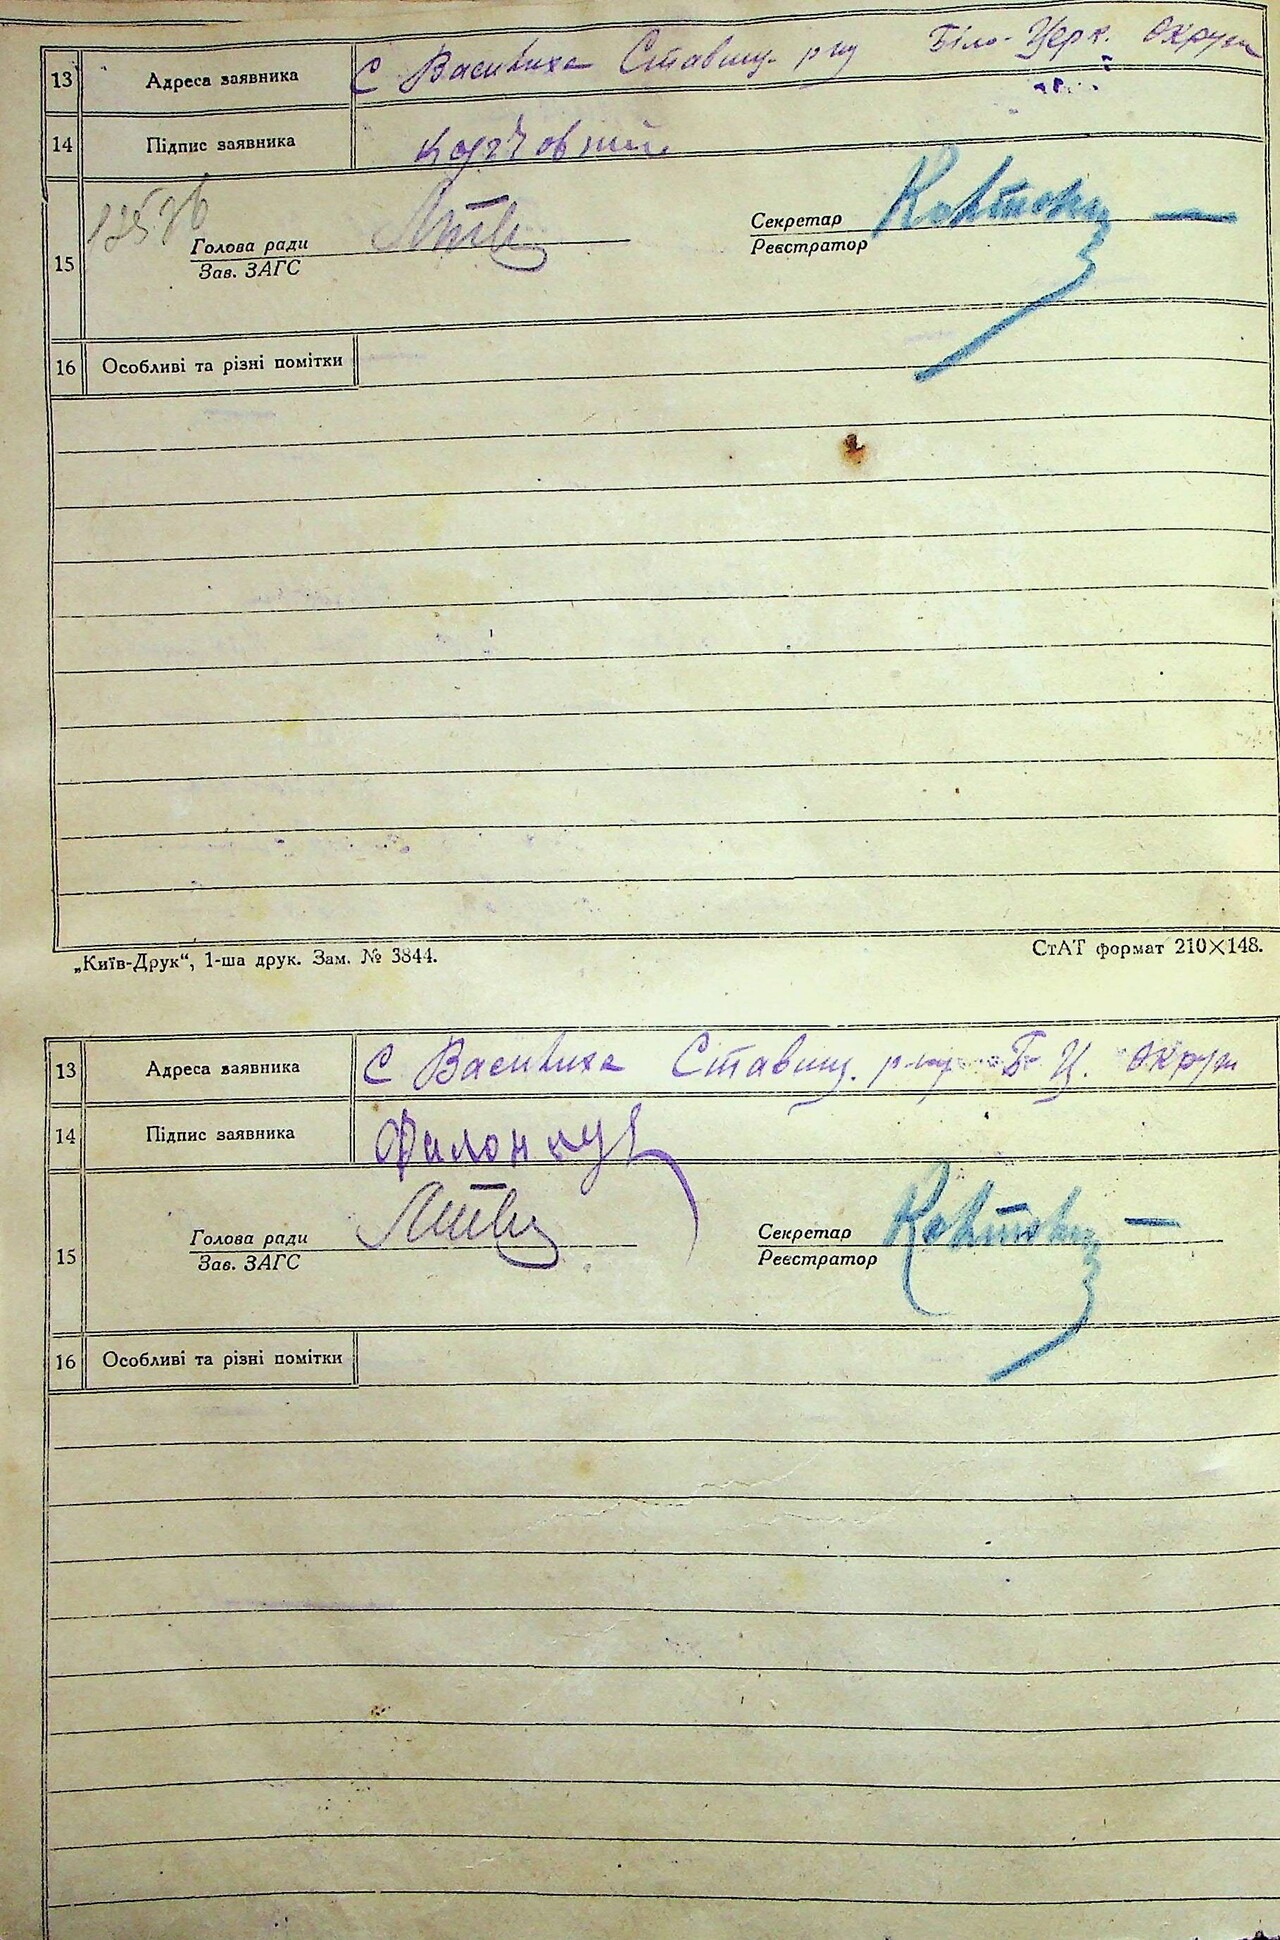 13 Адреса заявника С Василиха Ставищ. р-ну Біло-Церк. Округи
14 Підпис заявника
Голова ради Секретар
15 Зав. ЗАГС Реєстратор
16 Особливі та різні помітки
„Київ-Друк“, 1-ша друк. Зам. № 3844. СтАТ формат 210×148.
13 Адреса заявника С Василиха Ставищ. р-ну Б Ц. округи
14 Підпис заявника
Голова ради Секретар
15 Зав. ЗАГС Реєстратор
16 Особливі та різні помітки